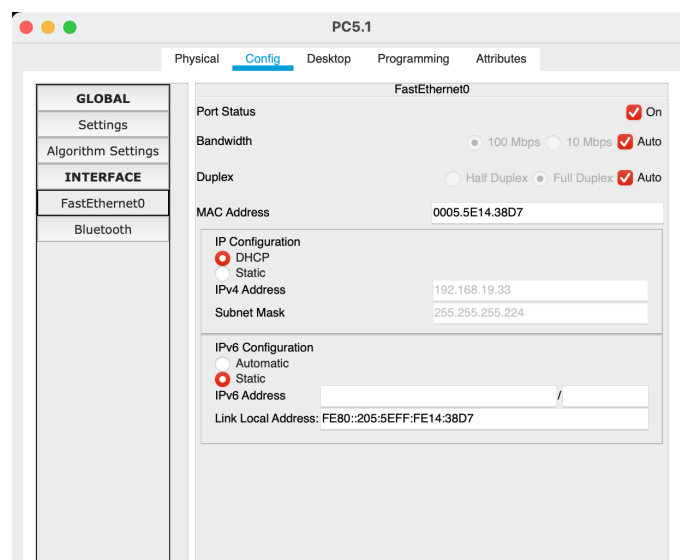 PC5.1
Physical Config Desktop Programming Attributes
GLOBAL
Settings
Algorithm Settings
INTERFACE
FastEthernet0
Bluetooth
FastEthernet0
Port Status On
Bandwidth 100 Mbps 10 Mbps Auto
Duplex Half Duplex Full Duplex Auto
MAC Address 0005.5E14.38D7
IP Configuration
DHCP
Static
IPv4 Address 192.168.19.33
Subnet Mask 255.255.255.224
IPv6 Configuration
Automatic
Static
IPv6 Address /
Link Local Address: FE80::205:5EFF:FE14:38D7